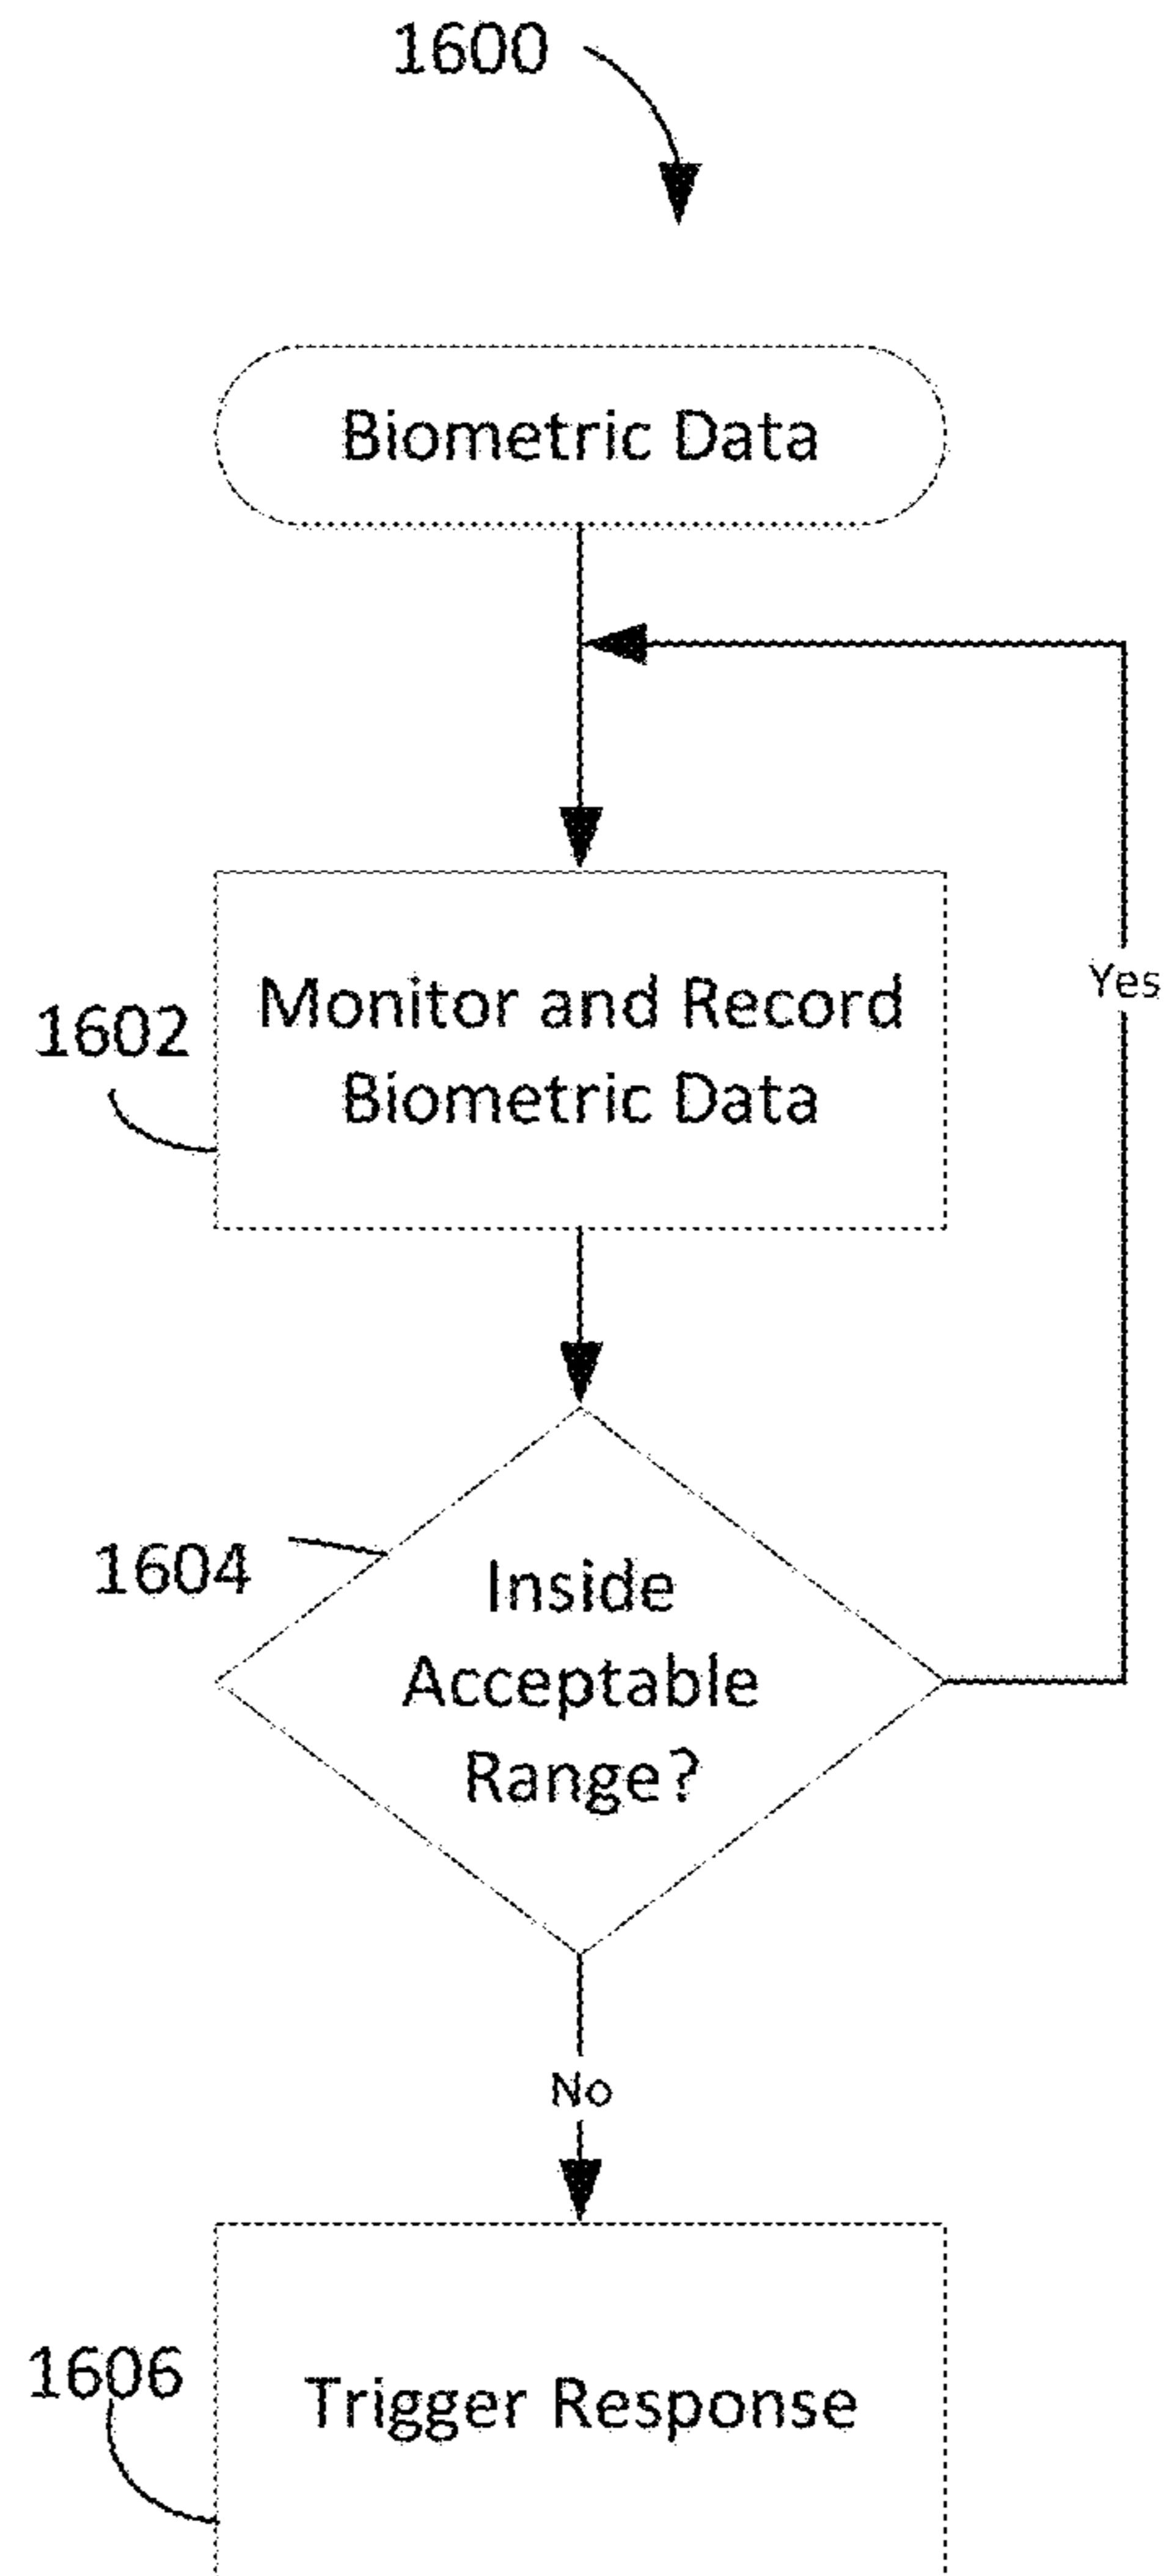 1600
Biometric Data
Monitor and Record
Biometric Data
1602
Yes
1604
Inside
Acceptable
Range?
No
1606
Trigger Response